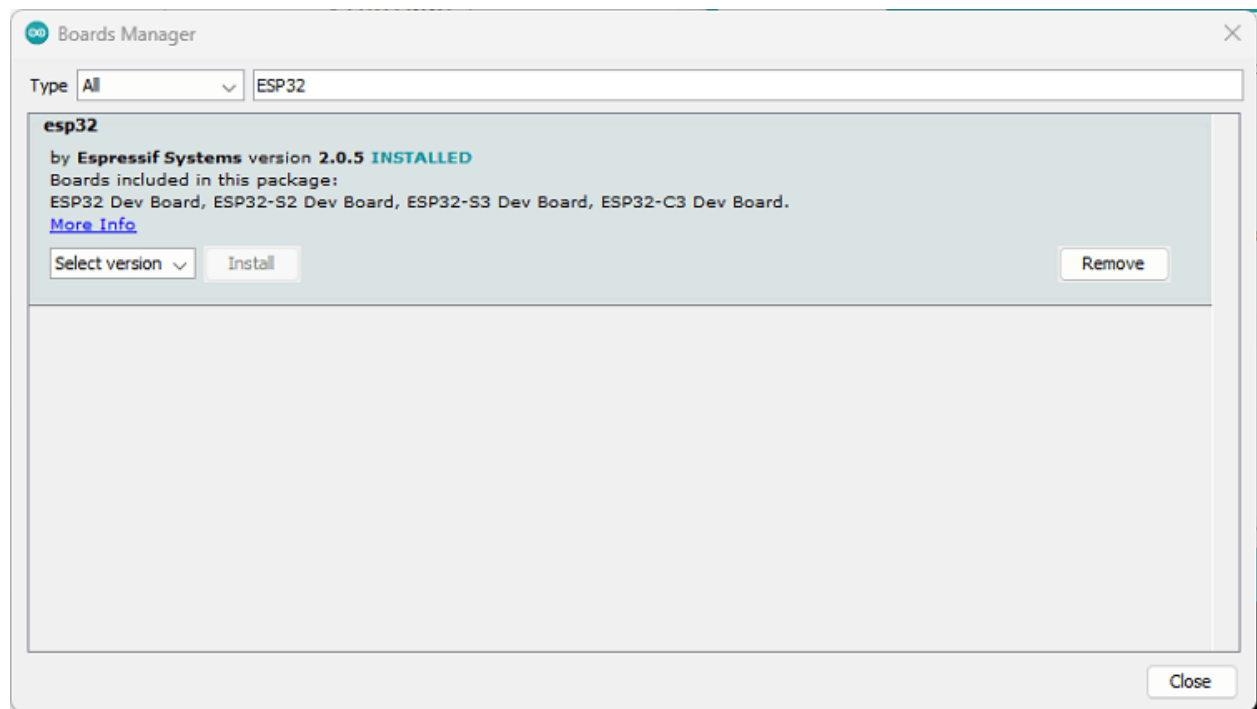 Boards Manager
Type All ESP32
esp32
by Espressif Systems version 2.0.5 INSTALLED
Boards included in this package:
ESP32 Dev Board, ESP32-S2 Dev Board, ESP32-S3 Dev Board, ESP32-C3 Dev Board.
More Info
Select version Install Remove
Close